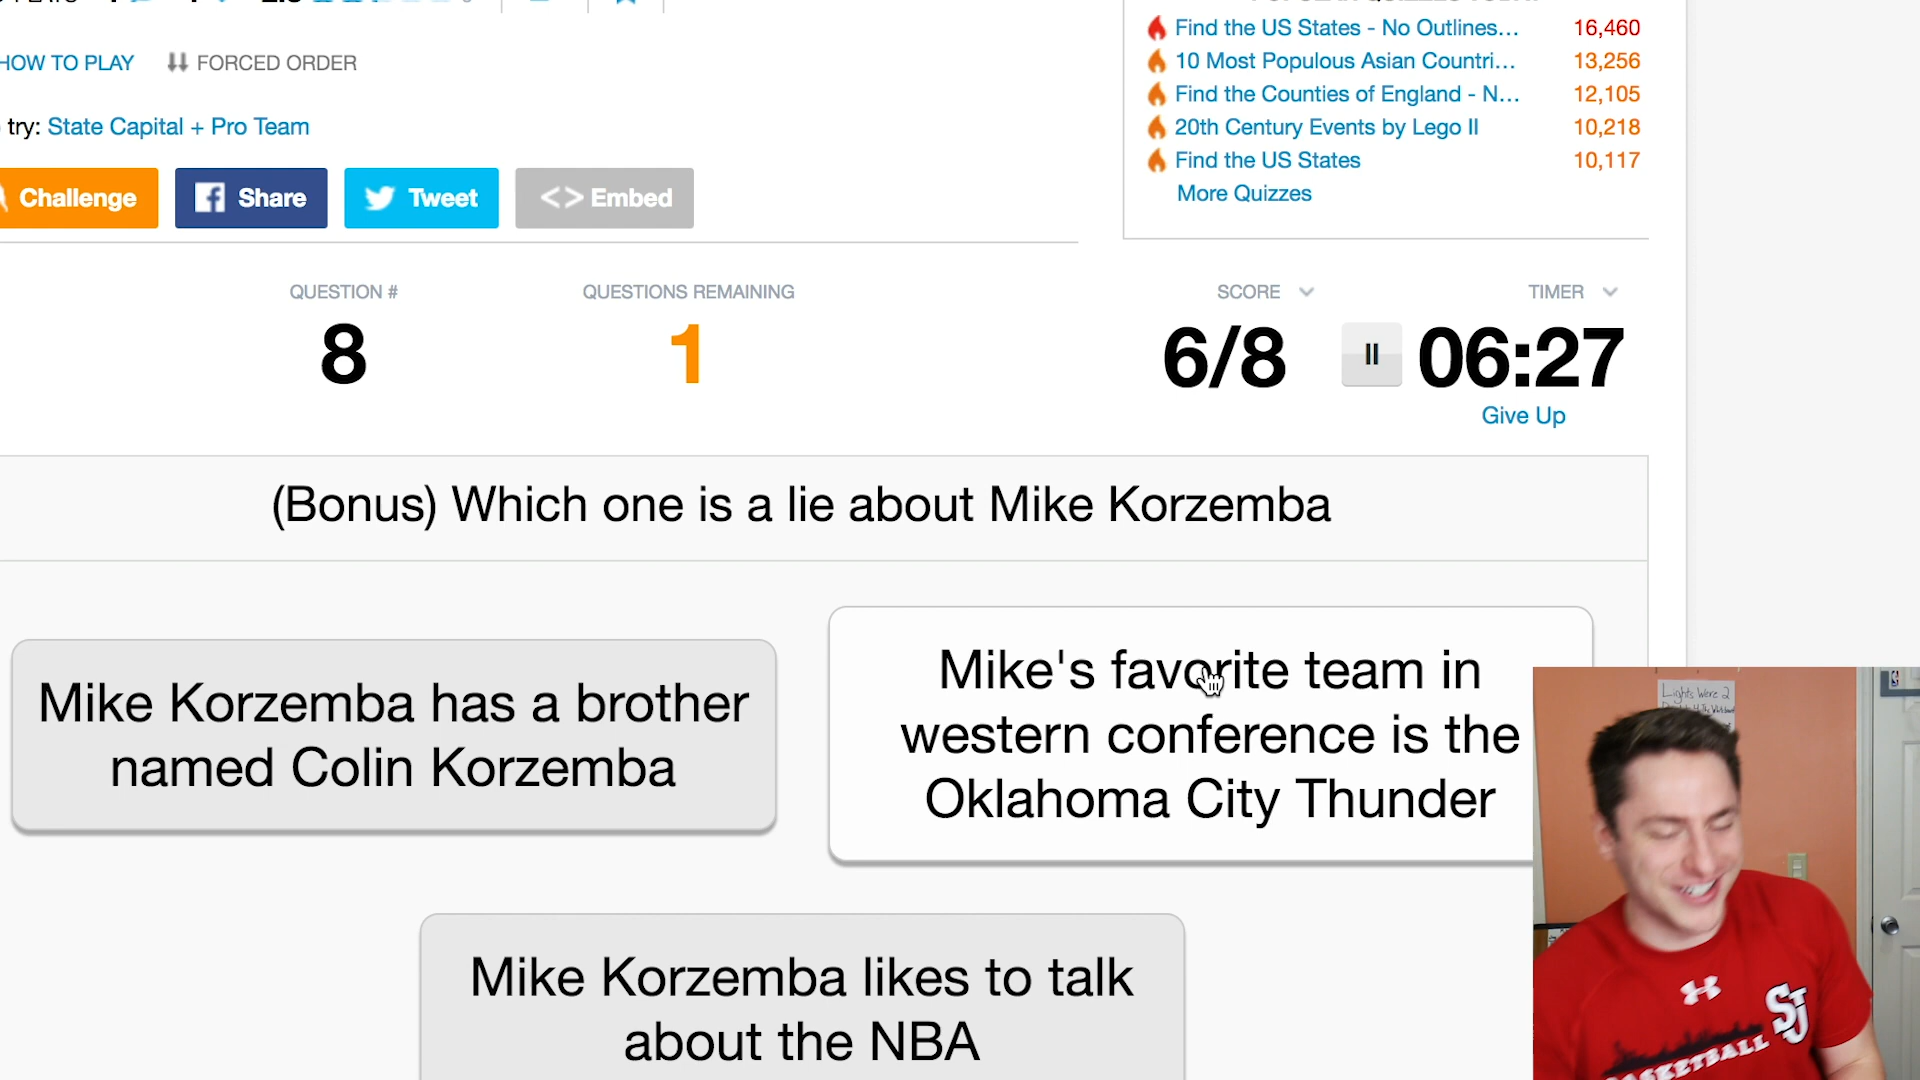 HOW TO PLAY FORCED ORDER
try: State Capital + Pro Team
Challenge Share Tweet <> Embed
Find the US States - No Outlines... 16,460
10 Most Populous Asian Countri... 13,256
Find the Counties of England - N... 12,105
20th Century Events by Lego II 10,218
Find the US States 10,117
More Quizzes
QUESTION # QUESTIONS REMAINING SCORE TIMER
8 1 6/8 06:27
Give Up
(Bonus) Which one is a lie about Mike Korzemba
Mike Korzemba has a brother
named Colin Korzemba
Mike's favorite team in
western conference is the
Oklahoma City Thunder
Mike Korzemba likes to talk
about the NBA
Lights Were 2
SJ
BASKETBALL